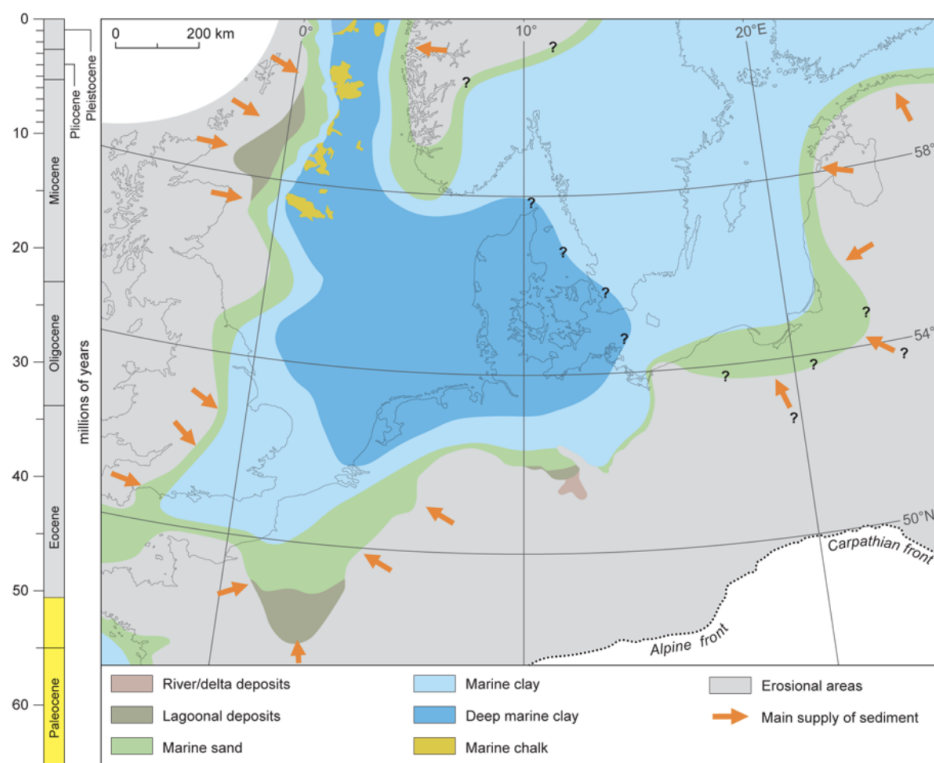 0
10
20
30
40
50
60
Pleistocene
Pliocene
Miocene
Oligocene
Eocene
Paleocene
millions of years
0 200 km
0°
10°
20°E
58°
54°
50°N
?
?
?
?
?
?
?
?
?
?
?
Carpathian front
Alpine front
River/delta deposits
Lagoonal deposits
Marine sand
Marine clay
Deep marine clay
Marine chalk
Erosional areas
Main supply of sediment